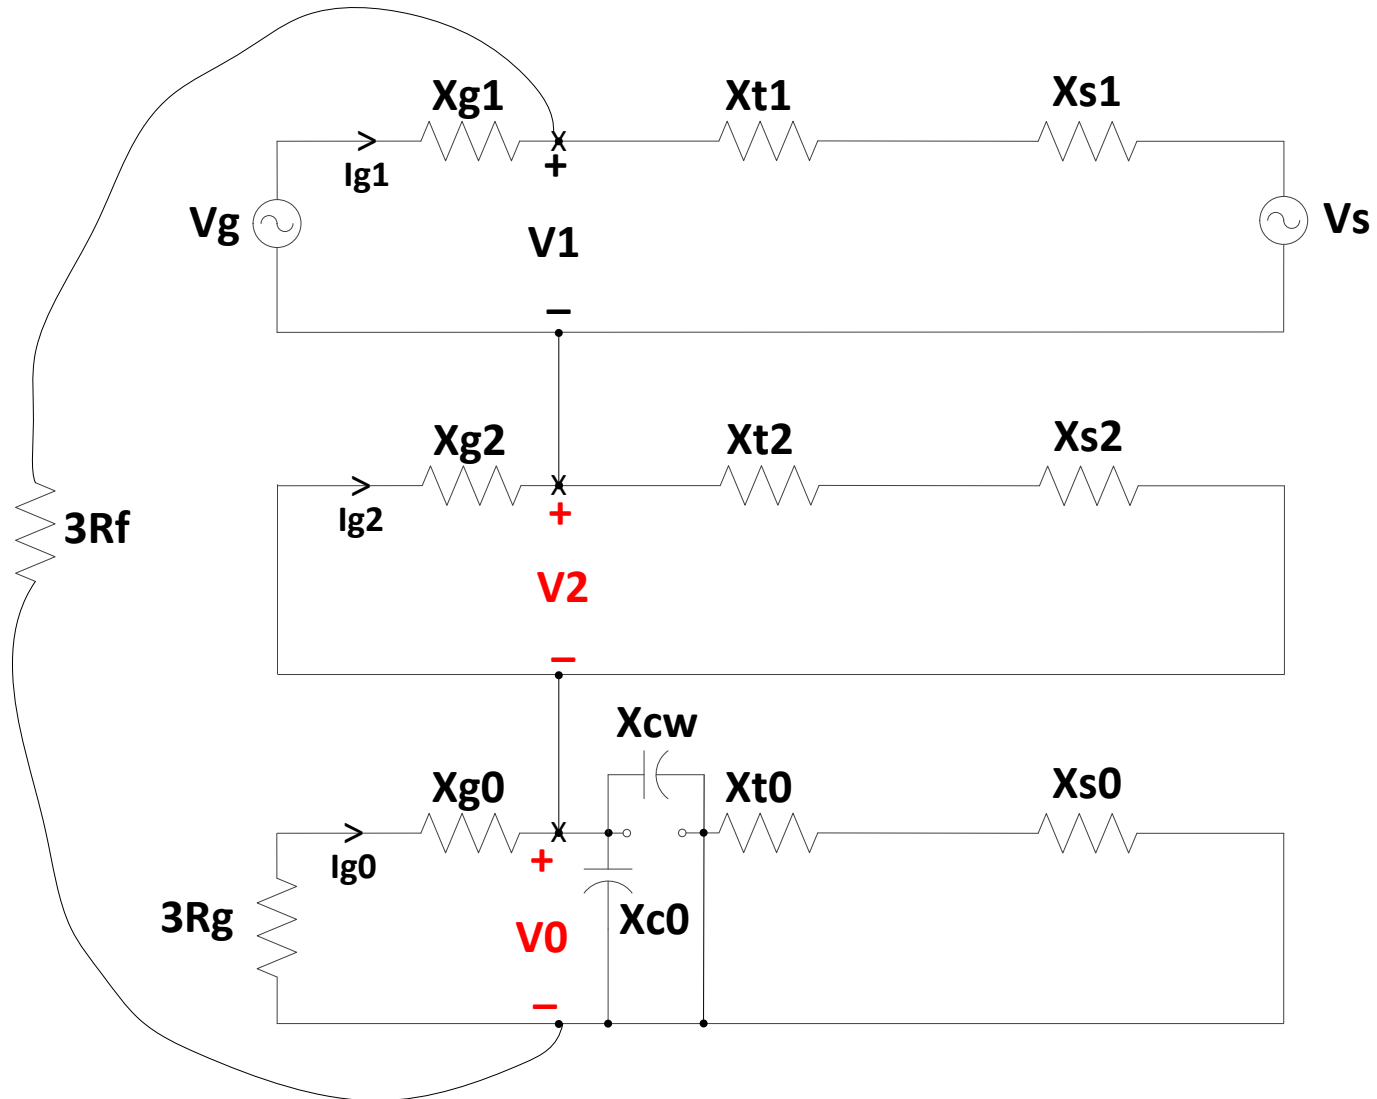 Xg1 Xt1 Xs1
Ig1
+
Vg V1 Vs
–
Xg2 Xt2 Xs2
Ig2
+
3Rf
V2
–
Xcw
Xg0 Xt0 Xs0
Ig0
+
3Rg V0 Xc0
–